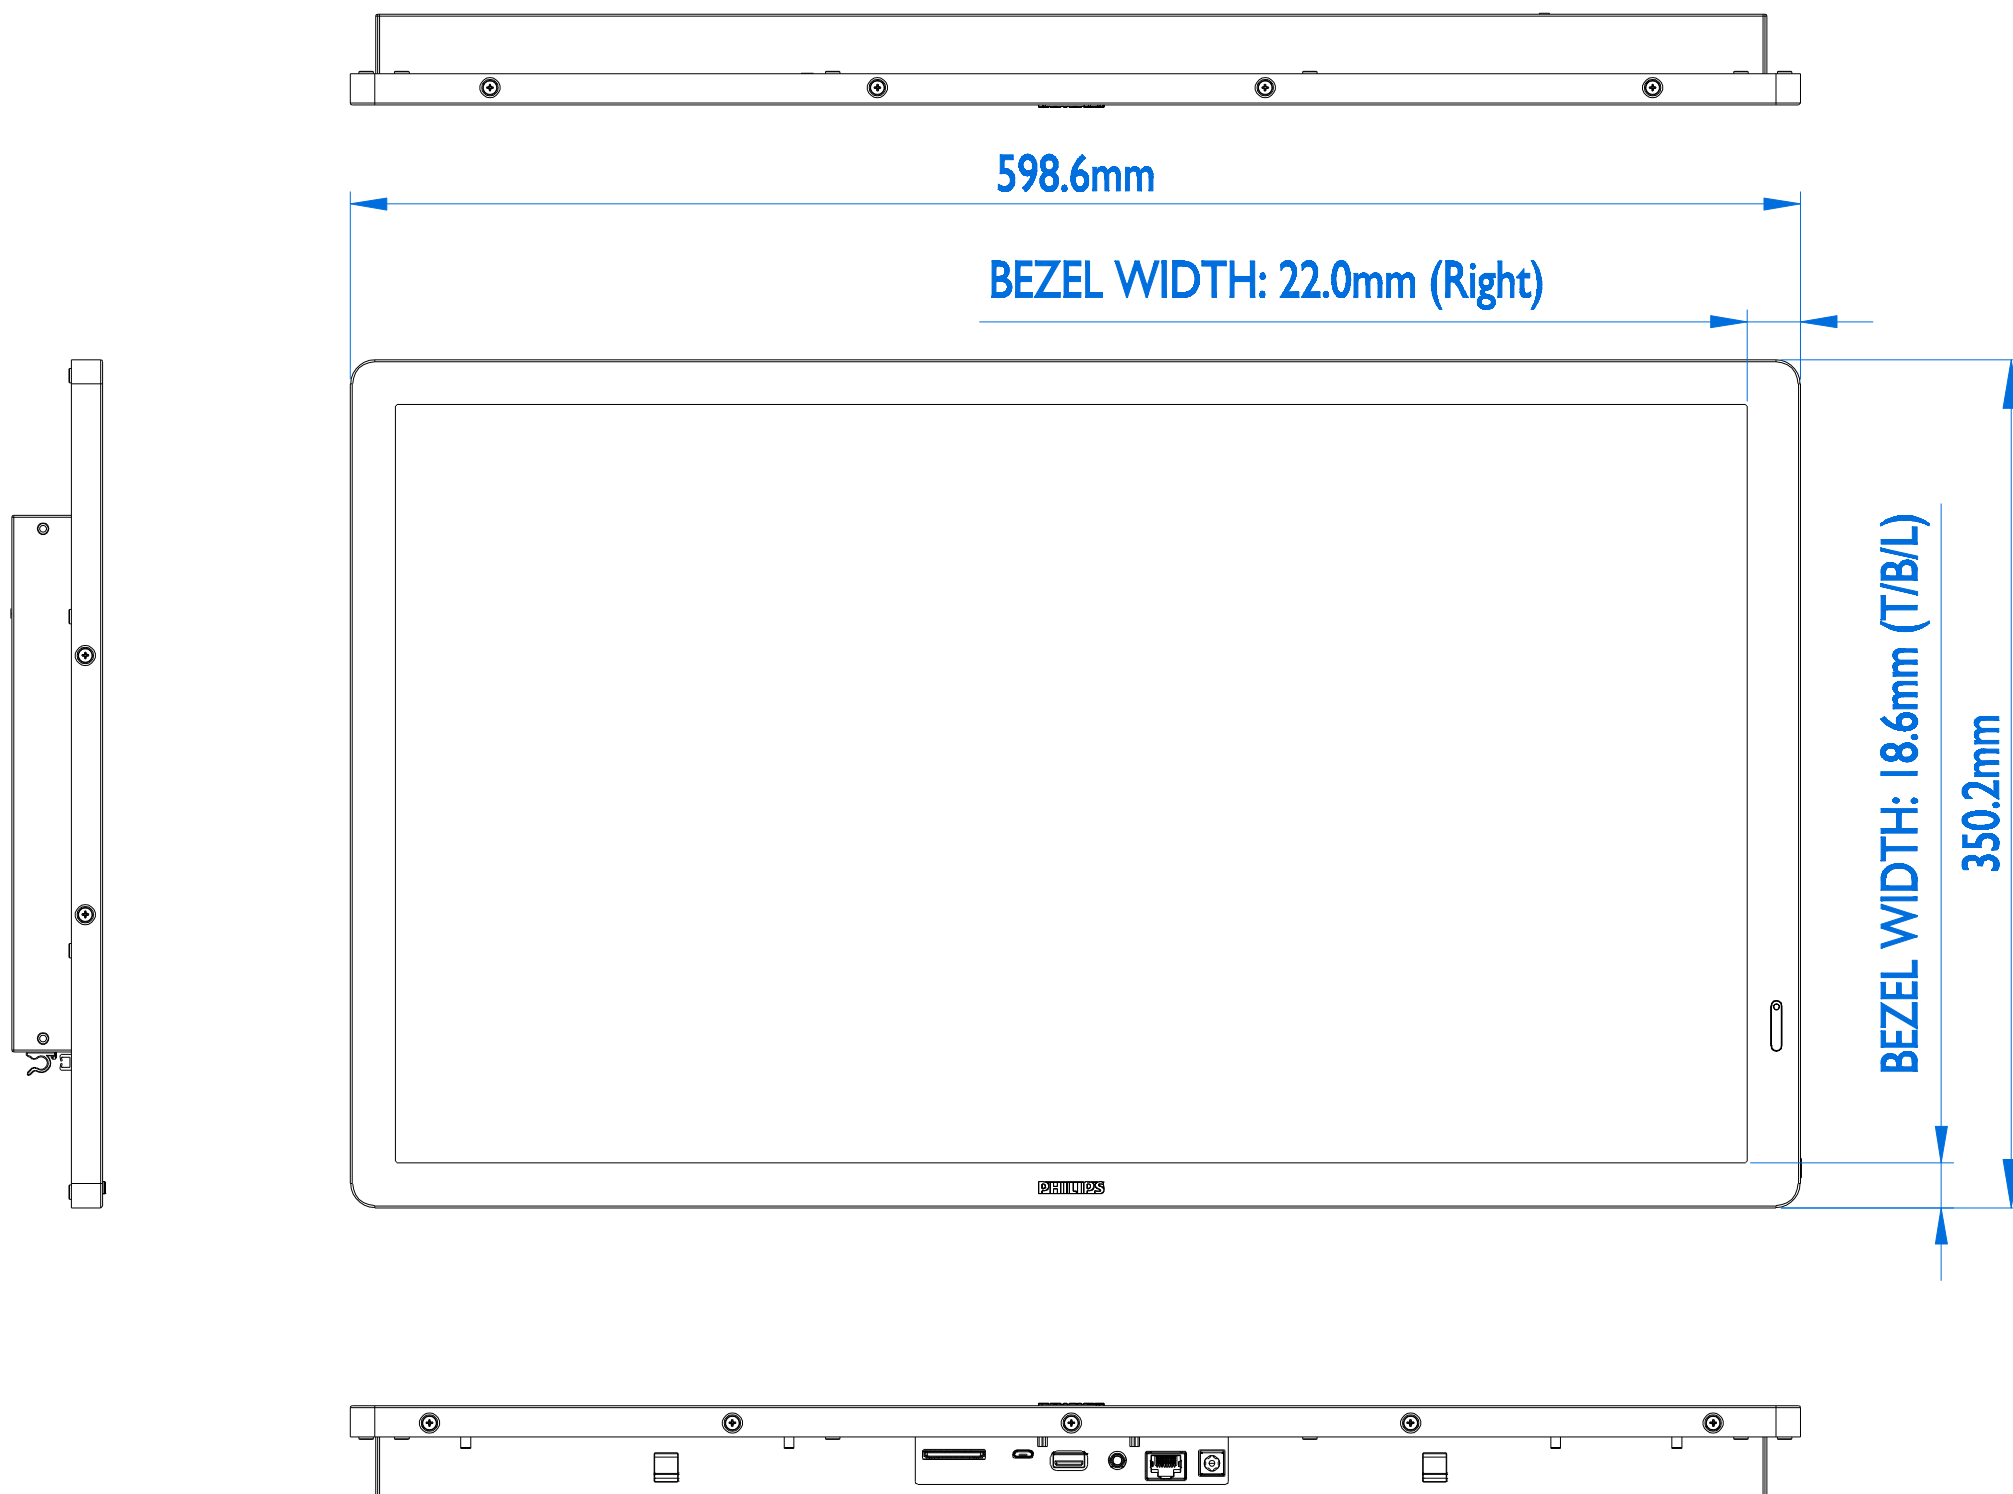 598.6mm
BEZEL WIDTH: 22.0mm (Right)
BEZEL WIDTH: 18.6mm (T/B/L)
350.2mm
PHILIPS